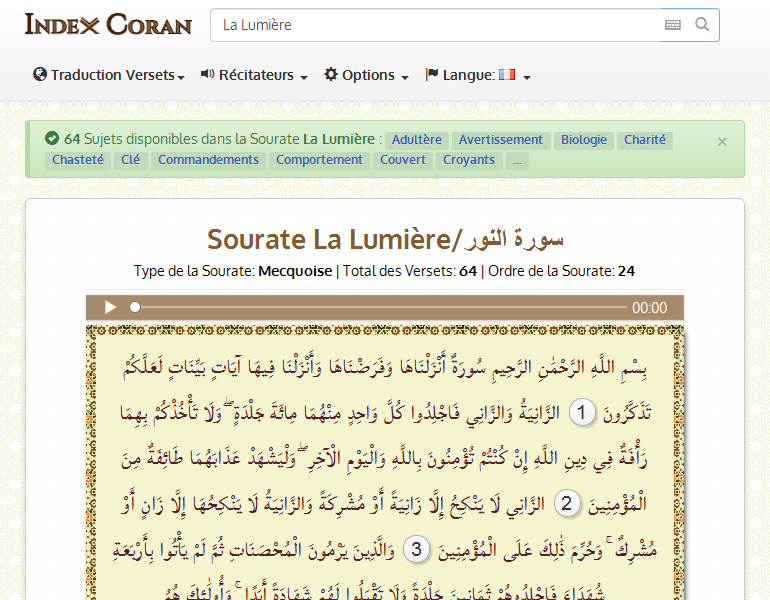 INDEX CORAN
La Lumière
Traduction Versets
Récitateurs
Options
Langue:
64 Sujets disponibles dans la Sourate La Lumière : Adultère Avertissement Biologie Charité ×
Chasteté Clé Commandements Comportement Couvert Croyants ...
Sourate La Lumière/سورة النور
Type de la Sourate: Mecquoise | Total des Versets: 64 | Ordre de la Sourate: 24
00:00
بِسْمِ اللَّهِ الرَّحْمَٰنِ الرَّحِيمِ سُورَةٌ أَنْزَلْنَاهَا وَفَرَضْنَاهَا وَأَنْزَلْنَا فِيهَا آيَاتٍ بَيِّنَاتٍ لَعَلَّكُمْ
تَذَكَّرُونَ 1 الزَّانِيَةُ وَالزَّانِي فَاجْلِدُوا كُلَّ وَاحِدٍ مِنْهُمَا مِائَةَ جَلْدَةٍ ۖ وَلَا تَأْخُذْكُمْ بِهِمَا
رَأْفَةٌ فِي دِينِ اللَّهِ إِنْ كُنْتُمْ تُؤْمِنُونَ بِاللَّهِ وَالْيَوْمِ الْآخِرِ ۖ وَلْيَشْهَدْ عَذَابَهُمَا طَائِفَةٌ مِنَ
الْمُؤْمِنِينَ 2 الزَّانِي لَا يَنْكِحُ إِلَّا زَانِيَةً أَوْ مُشْرِكَةً وَالزَّانِيَةُ لَا يَنْكِحُهَا إِلَّا زَانٍ أَوْ
مُشْرِكٌ ۚ وَحُرِّمَ ذَٰلِكَ عَلَى الْمُؤْمِنِينَ 3 وَالَّذِينَ يَرْمُونَ الْمُحْصَنَاتِ ثُمَّ لَمْ يَأْتُوا بِأَرْبَعَةِ
شُهَدَاءَ فَاجْلِدُوهُمْ ثَمَانِينَ جَلْدَةً وَلَا تَقْبَلُوا لَهُمْ شَهَادَةً أَبَدًا ۚ وَأُولَٰئِكَ هُمُ